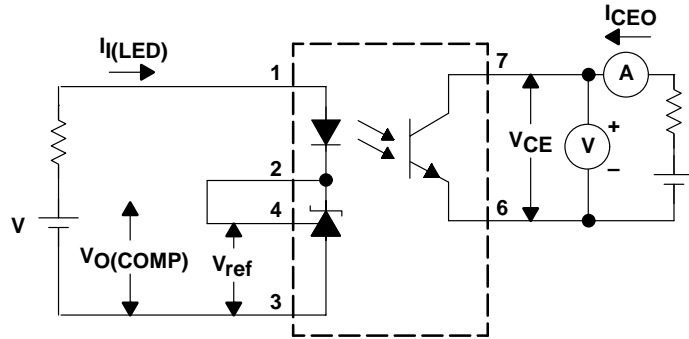 I_I(LED)
I_CEO
1
7
A
V_CE
V
+
–
2
4
V
V_O(COMP)
V_ref
6
3